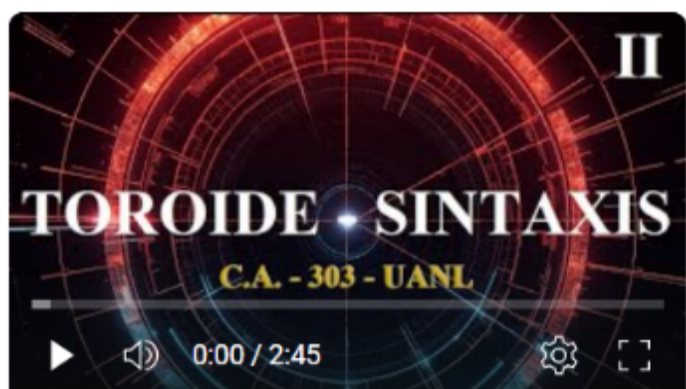 II
TOROIDE SINTAXIS
C.A. - 303 - UANL
0:00 / 2:45